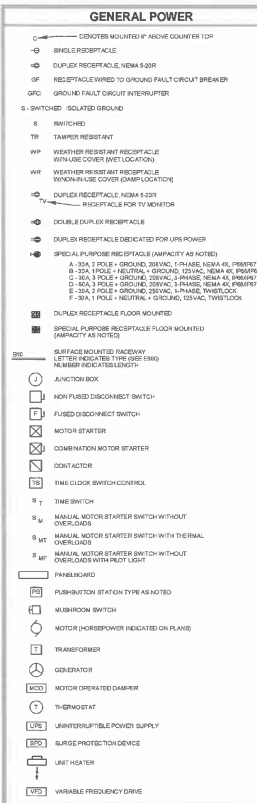 GENERAL POWER
C DENOTES MOUNTED 8" ABOVE COUNTER TOP
SINGLE RECEPTACLE
DUPLEX RECEPTACLE, NEMA 5-20R
GF RECEPTACLE WIRED TO GROUND FAULT CIRCUIT BREAKER
GFCI GROUND FAULT CIRCUIT INTERRUPTER
S - SWITCHED ISOLATED GROUND
S SWITCHED
TR TAMPER RESISTANT
WP WEATHER RESISTANT RECEPTACLE
W/IN-USE COVER (WET LOCATION)
WR WEATHER RESISTANT RECEPTACLE
W/NON-IN-USE COVER (DAMP LOCATION)
DUPLEX RECEPTACLE, NEMA 5-20R
TV RECEPTACLE FOR TV MONITOR
DOUBLE DUPLEX RECEPTACLE
DUPLEX RECEPTACLE DEDICATED FOR UPS POWER
SPECIAL PURPOSE RECEPTACLE (AMPACITY AS NOTED)
A - 30A, 2 POLE + GROUND, 208VAC, 1-PHASE, NEMA 4X, IP66/IP67
B - 30A, 1 POLE + NEUTRAL + GROUND, 125VAC, NEMA 4X, IP66/IP67
C - 30A, 3 POLE + GROUND, 208VAC, 3-PHASE, NEMA 4X, IP66/IP67
D - 60A, 3 POLE + GROUND, 208VAC, 3-PHASE, NEMA 4X, IP66/IP67
E - 30A, 2 POLE + GROUND, 250VAC, 1-PHASE, TWISTLOCK
F - 30A, 1 POLE + NEUTRAL + GROUND, 125VAC, TWISTLOCK
DUPLEX RECEPTACLE FLOOR MOUNTED
SPECIAL PURPOSE RECEPTACLE FLOOR MOUNTED
(AMPACITY AS NOTED)
B10 SURFACE MOUNTED RACEWAY
LETTER INDICATES TYPE (SEE E900)
NUMBER INDICATES LENGTH
J JUNCTION BOX
NON FUSED DISCONNECT SWITCH
F FUSED DISCONNECT SWITCH
MOTOR STARTER
COMBINATION MOTOR STARTER
CONTACTOR
TS TIME CLOCK SWITCH CONTROL
S T TIME SWITCH
S M MANUAL MOTOR STARTER SWITCH WITHOUT
OVERLOADS
S MT MANUAL MOTOR STARTER SWITCH WITH THERMAL
OVERLOADS
S MP MANUAL MOTOR STARTER SWITCH WITHOUT
OVERLOADS WITH PILOT LIGHT
PANELBOARD
PB PUSHBUTTON STATION TYPE AS NOTED
MUSHROOM SWITCH
MOTOR (HORSEPOWER INDICATED ON PLANS)
T TRANSFORMER
GENERATOR
MOD MOTOR OPERATED DAMPER
T THERMOSTAT
UPS UNINTERRUPTIBLE POWER SUPPLY
SPD SURGE PROTECTION DEVICE
UNIT HEATER
VFD VARIABLE FREQUENCY DRIVE